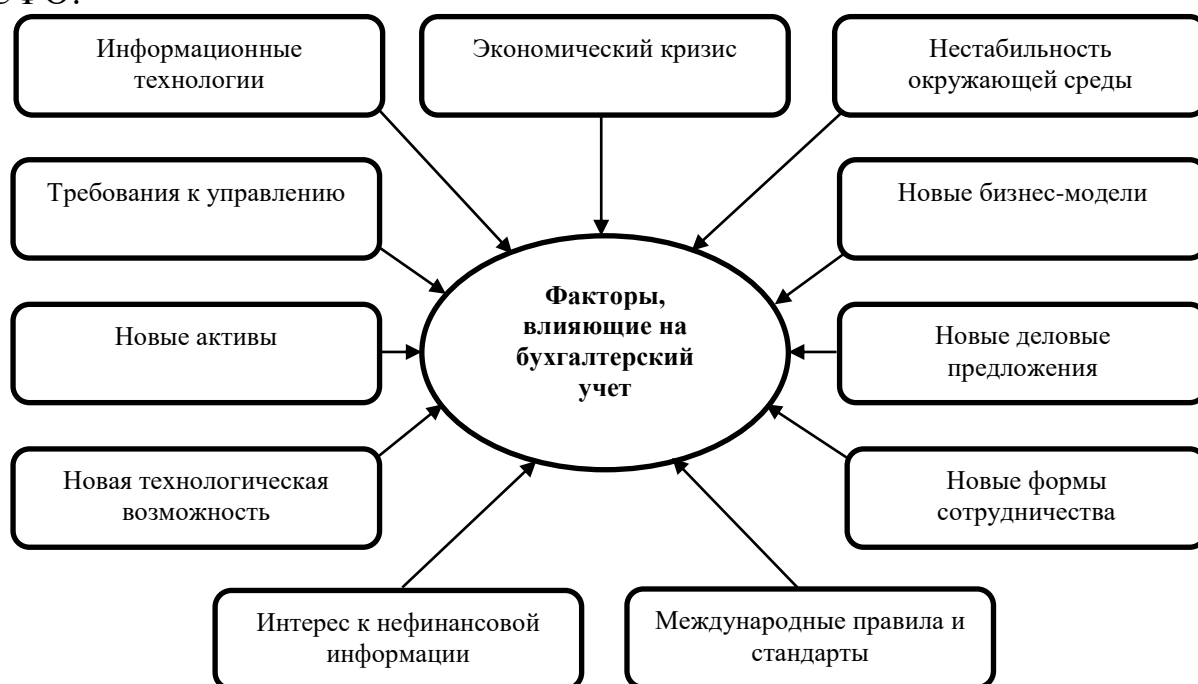 Информационные
технологии
Экономический кризис
Нестабильность
окружающей среды
Требования к управлению
Новые бизнес-модели
Факторы,
влияющие на
бухгалтерский
учет
Новые активы
Новые деловые
предложения
Новая технологическая
возможность
Новые формы
сотрудничества
Интерес к нефинансовой
информации
Международные правила и
стандарты